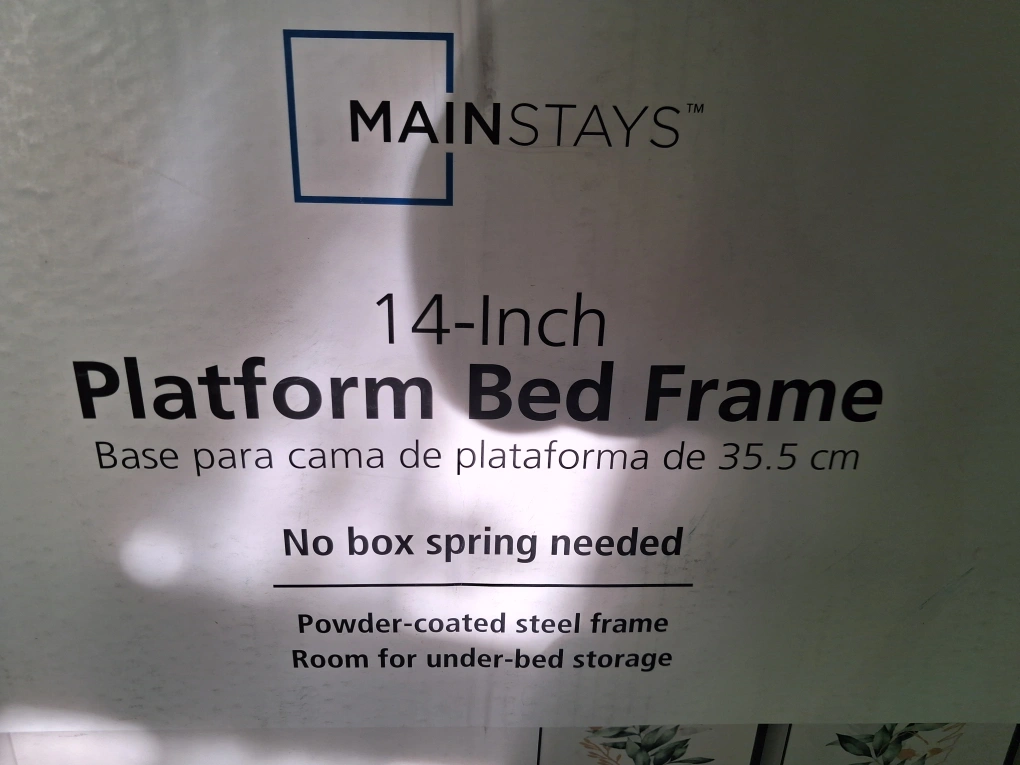 MAINSTAYS™
14-Inch
Platform Bed Frame
Base para cama de plataforma de 35.5 cm
No box spring needed
Powder-coated steel frame
Room for under-bed storage